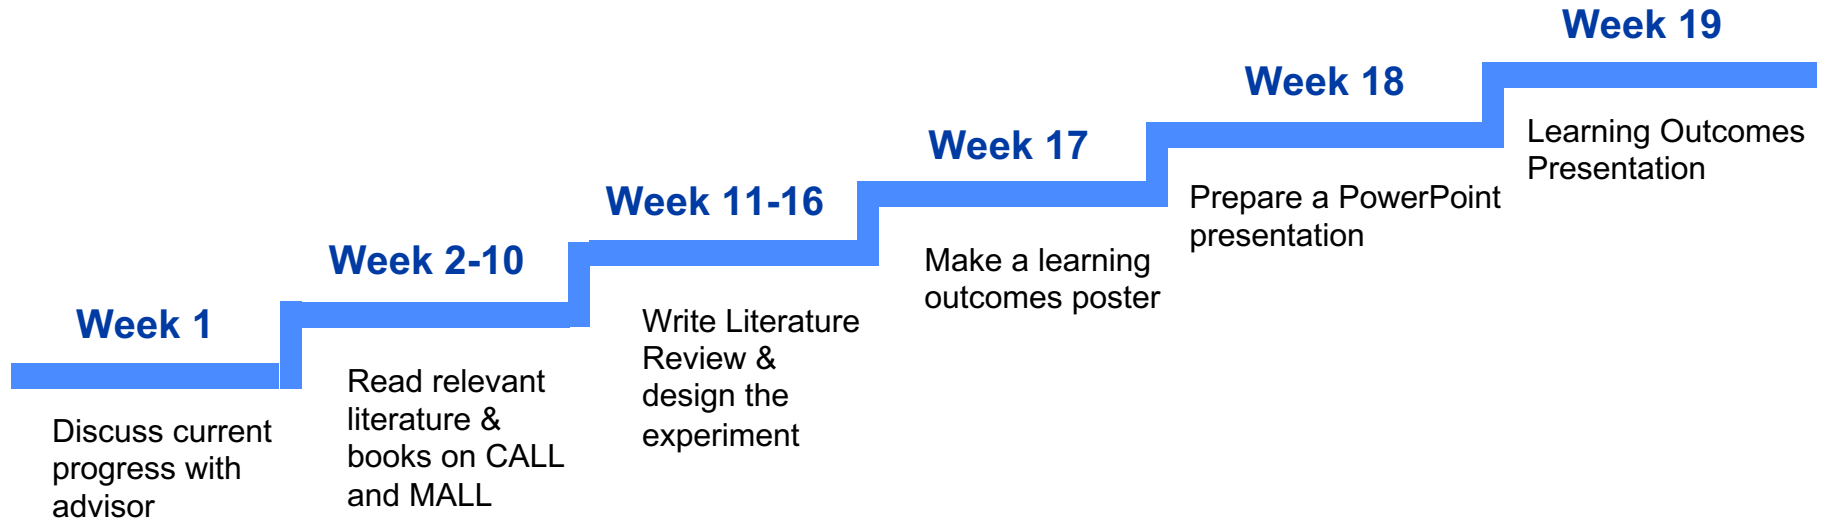 Week 1
Discuss current
progress with
advisor
Week 2-10
Read relevant
literature &
books on CALL
and MALL
Week 11-16
Write Literature
Review &
design the
experiment
Week 17
Make a learning
outcomes poster
Week 18
Prepare a PowerPoint
presentation
Week 19
Learning Outcomes
Presentation